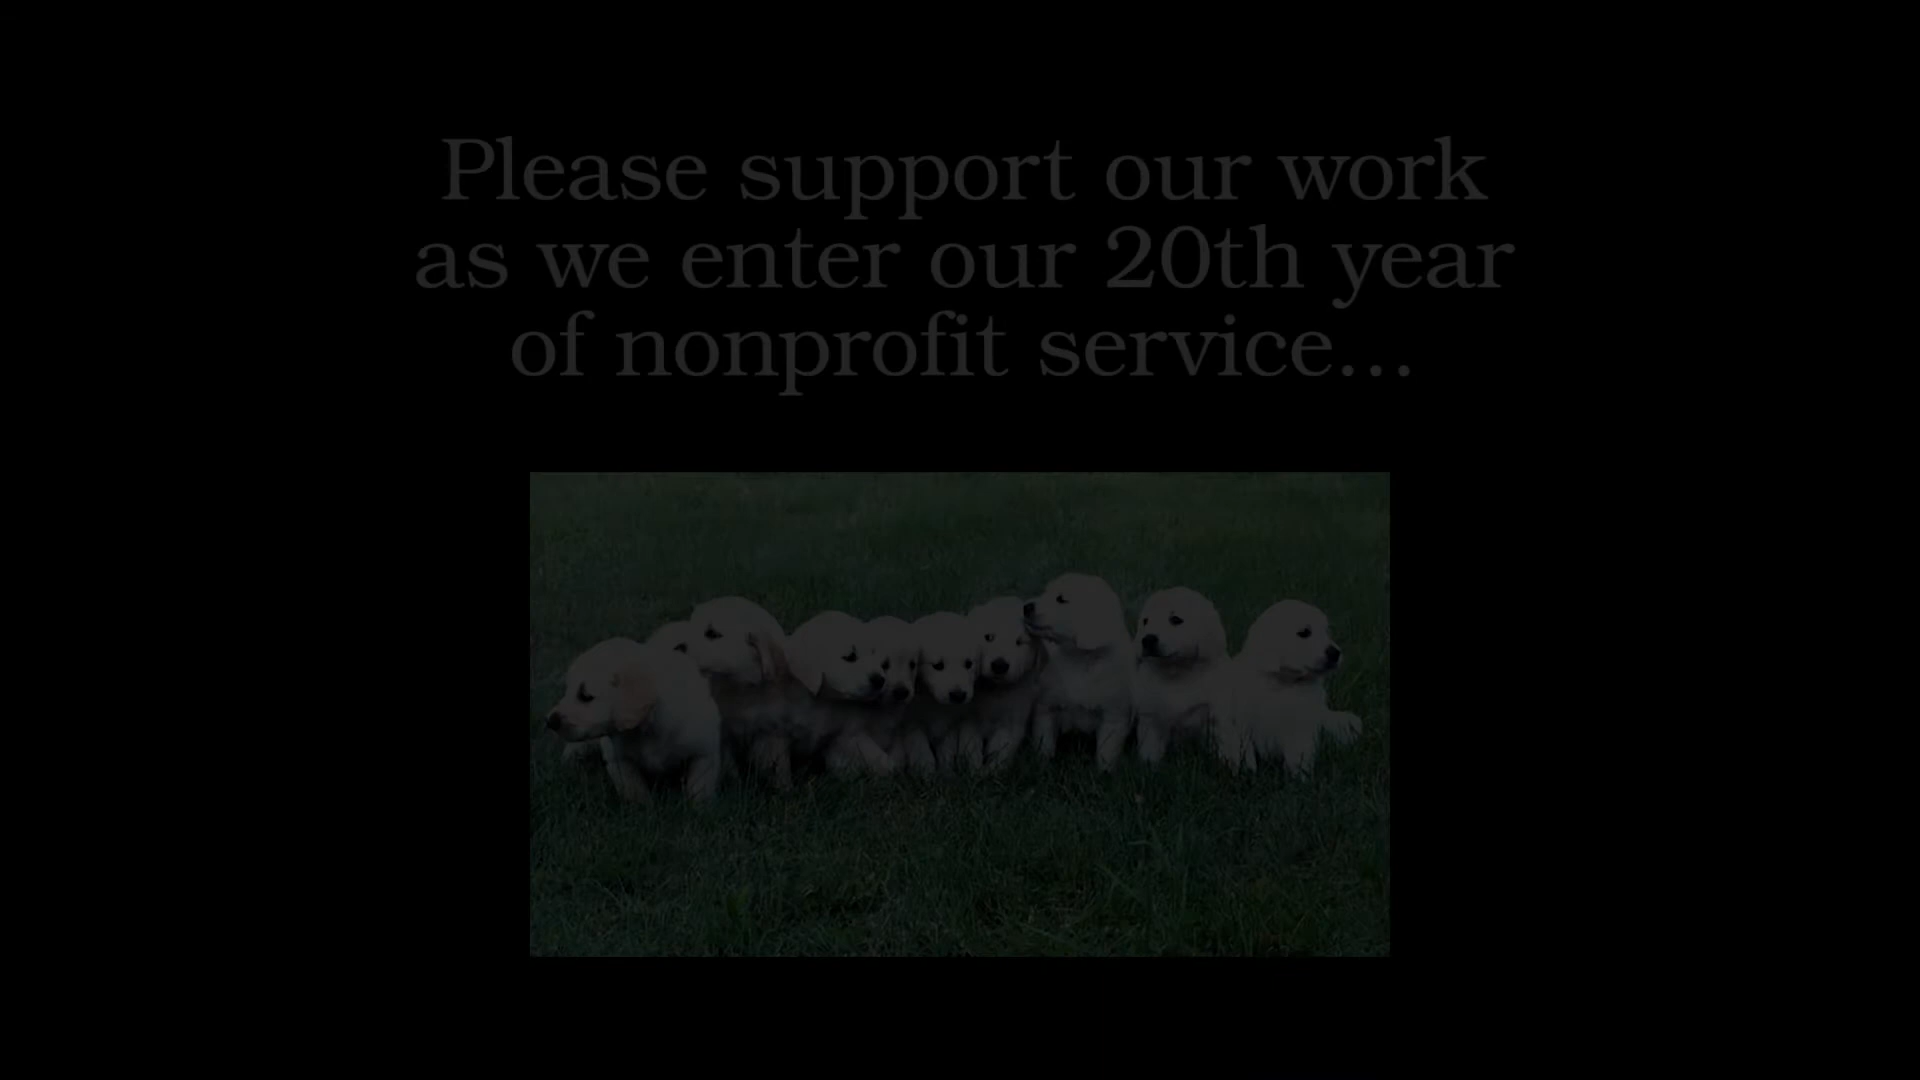 Please support our work
as we enter our 20th year
of nonprofit service...